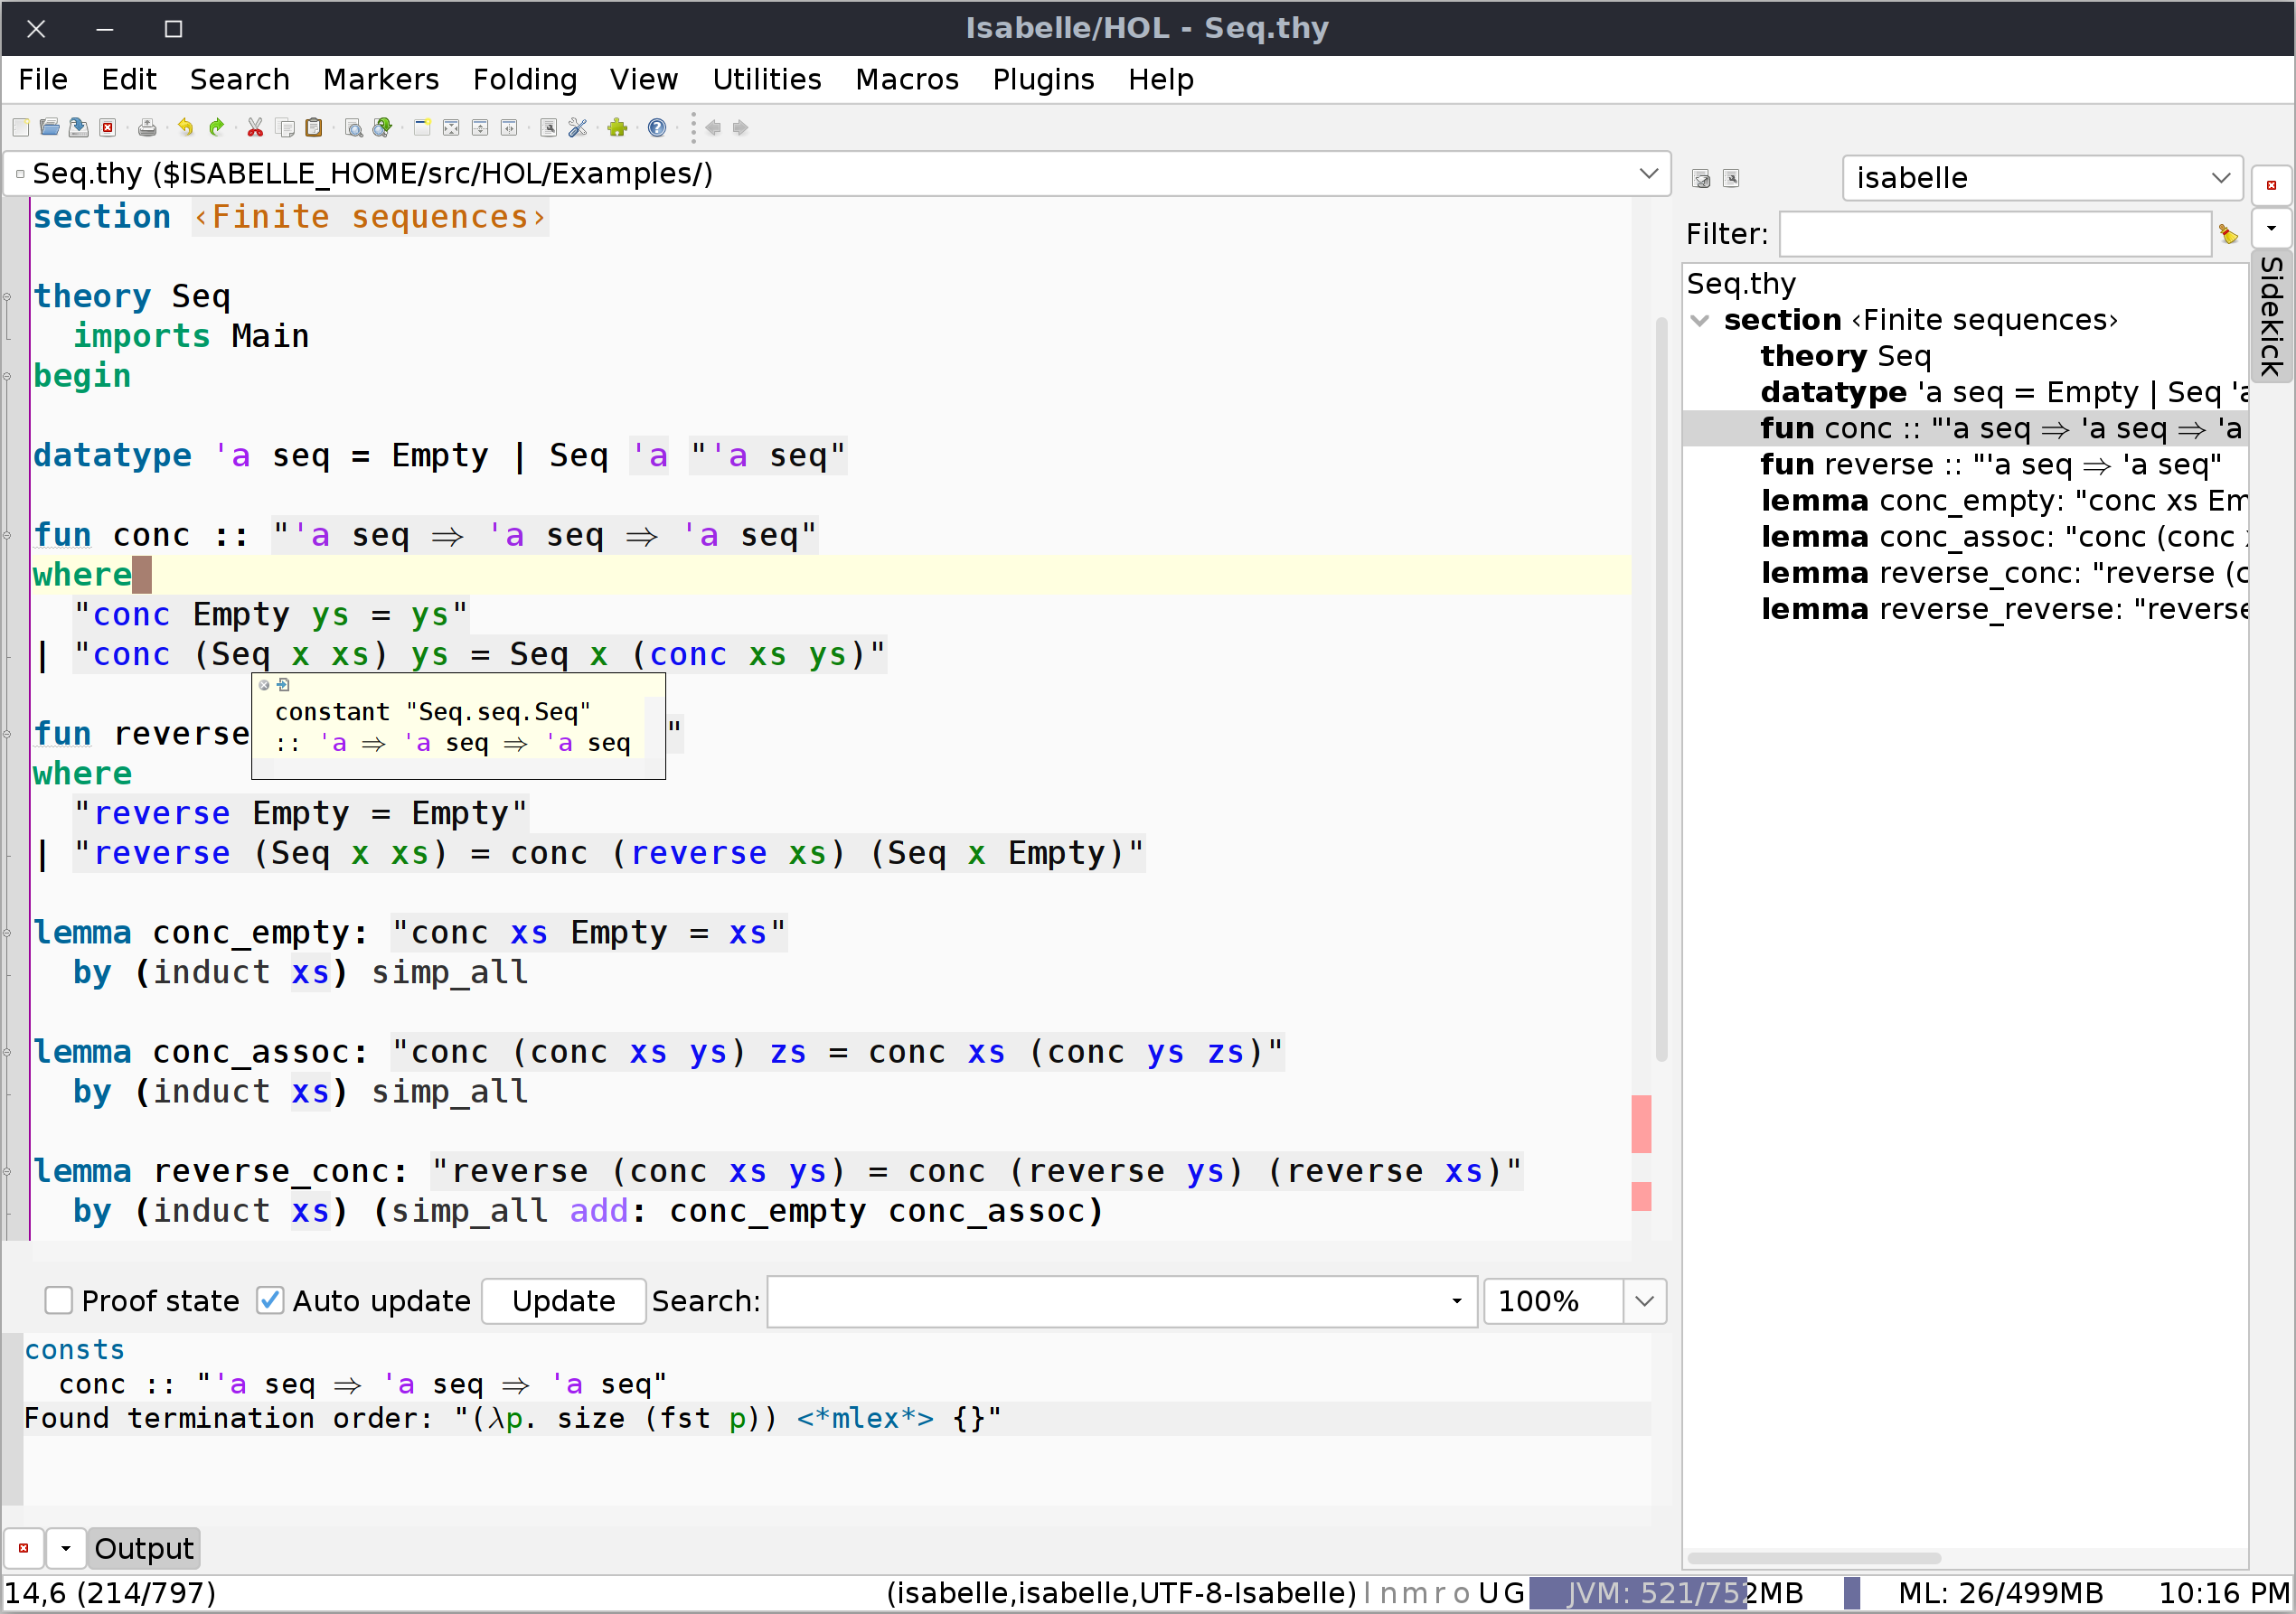 Isabelle/HOL - Seq.thy
File Edit Search Markers Folding View Utilities Macros Plugins Help
Seq.thy ($ISABELLE_HOME/src/HOL/Examples/)
section ‹Finite sequences›
theory Seq
  imports Main
begin
datatype 'a seq = Empty | Seq 'a "'a seq"
fun conc :: "'a seq ⇒ 'a seq ⇒ 'a seq"
where
  "conc Empty ys = ys"
| "conc (Seq x xs) ys = Seq x (conc xs ys)"
constant "Seq.seq.Seq"
:: 'a ⇒ 'a seq ⇒ 'a seq
fun reverse "
where
  "reverse Empty = Empty"
| "reverse (Seq x xs) = conc (reverse xs) (Seq x Empty)"
lemma conc_empty: "conc xs Empty = xs"
  by (induct xs) simp_all
lemma conc_assoc: "conc (conc xs ys) zs = conc xs (conc ys zs)"
  by (induct xs) simp_all
lemma reverse_conc: "reverse (conc xs ys) = conc (reverse ys) (reverse xs)"
  by (induct xs) (simp_all add: conc_empty conc_assoc)
Proof state Auto update Update Search: 100%
consts
  conc :: "'a seq ⇒ 'a seq ⇒ 'a seq"
Found termination order: "(λp. size (fst p)) <*mlex*> {}"
Output
isabelle
Filter:
Seq.thy
section ‹Finite sequences›
theory Seq
datatype 'a seq = Empty | Seq 'a
fun conc :: "'a seq ⇒ 'a seq ⇒ 'a
fun reverse :: "'a seq ⇒ 'a seq"
lemma conc_empty: "conc xs Em
lemma conc_assoc: "conc (conc
lemma reverse_conc: "reverse (c
lemma reverse_reverse: "reverse
Sidekick
14,6 (214/797) (isabelle,isabelle,UTF-8-Isabelle) l n m r o U G JVM: 521/752MB ML: 26/499MB 10:16 PM